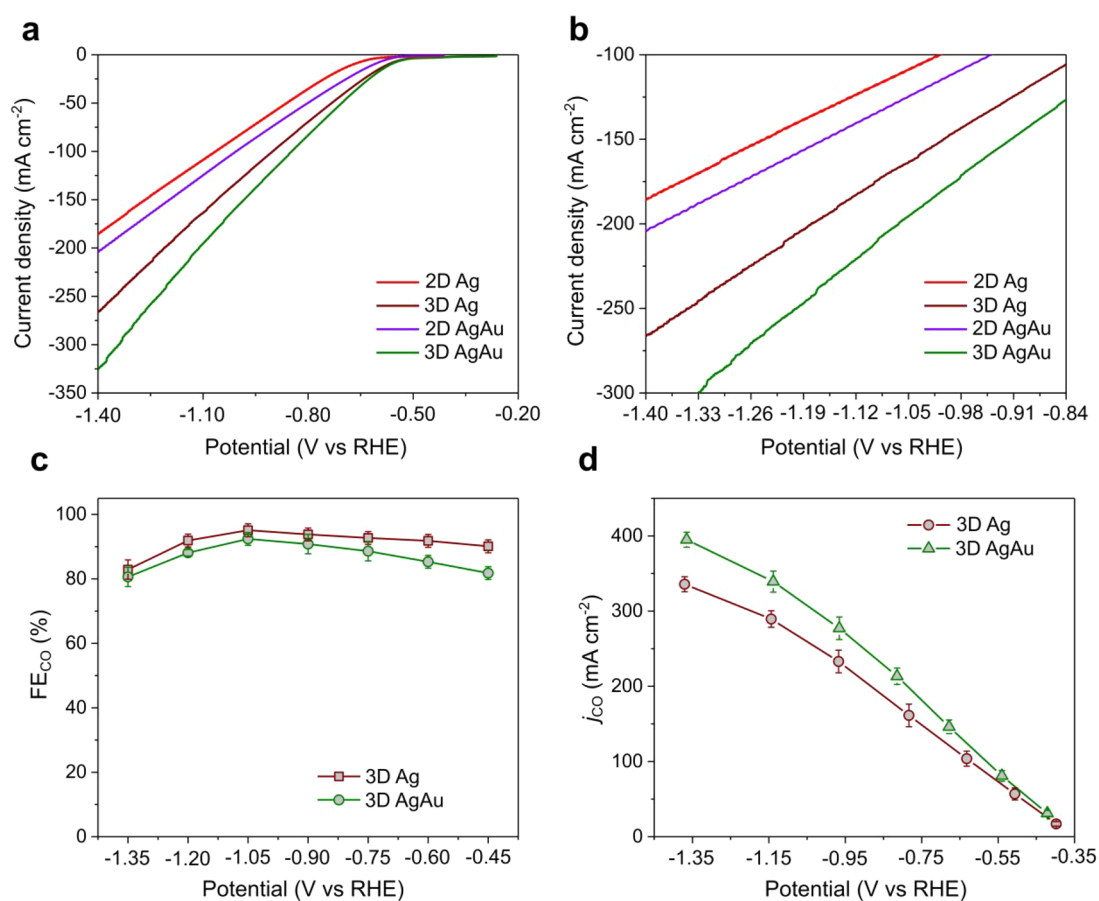 a
0
-50
-100
-150
-200
-250
-300
-350
-1.40
-1.10
-0.80
-0.50
-0.20
Current density (mA cm-2)
Potential (V vs RHE)
2D Ag
3D Ag
2D AgAu
3D AgAu
b
-100
-150
-200
-250
-300
-1.40
-1.33
-1.26
-1.19
-1.12
-1.05
-0.98
-0.91
-0.84
Current density (mA cm-2)
Potential (V vs RHE)
2D Ag
3D Ag
2D AgAu
3D AgAu
c
100
80
60
40
20
0
-1.35
-1.20
-1.05
-0.90
-0.75
-0.60
-0.45
FECO (%)
Potential (V vs RHE)
3D Ag
3D AgAu
d
400
300
200
100
0
-1.35
-1.15
-0.95
-0.75
-0.55
-0.35
jCO (mA cm-2)
Potential (V vs RHE)
3D Ag
3D AgAu